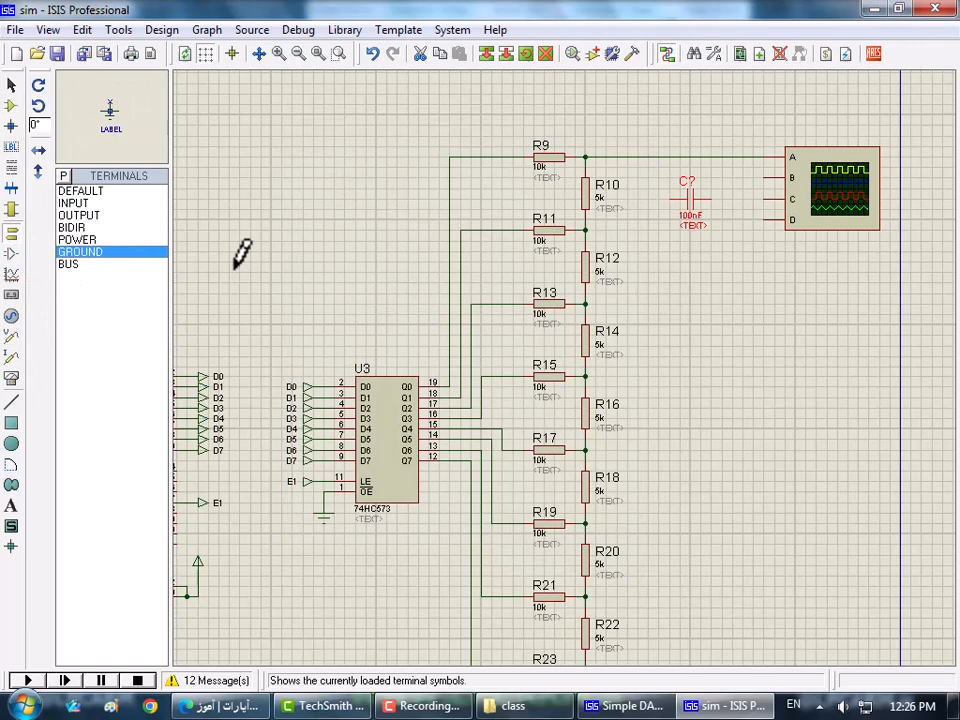 sim - ISIS Professional
File View Edit Tools Design Graph Source Debug Library Template System Help
ARES
0°
LBL
A
S
LABEL
P TERMINALS
DEFAULT
INPUT
OUTPUT
BIDIR
POWER
GROUND
BUS
R9
10k
<TEXT>
R10
5k
<TEXT>
R11
10k
<TEXT>
R12
5k
<TEXT>
R13
10k
<TEXT>
R14
5k
<TEXT>
R15
10k
<TEXT>
R16
5k
<TEXT>
R17
10k
<TEXT>
R18
5k
<TEXT>
R19
10k
<TEXT>
R20
5k
<TEXT>
R21
10k
<TEXT>
R22
5k
<TEXT>
R23
C?
100nF
<TEXT>
A
B
C
D
D0
D1
D2
D3
D4
D5
D6
D7
E1
U3
D0 2 D0 Q0 19
D1 3 D1 Q1 18
D2 4 D2 Q2 17
D3 5 D3 Q3 16
D4 6 D4 Q4 15
D5 7 D5 Q5 14
D6 8 D6 Q6 13
D7 9 D7 Q7 12
E1 11 LE
1 OE
74HC573
<TEXT>
12 Message(s) Shows the currently loaded terminal symbols.
آپارات | آموز... TechSmith ... Recording... class Simple DA... sim - ISIS P... EN 12:26 PM